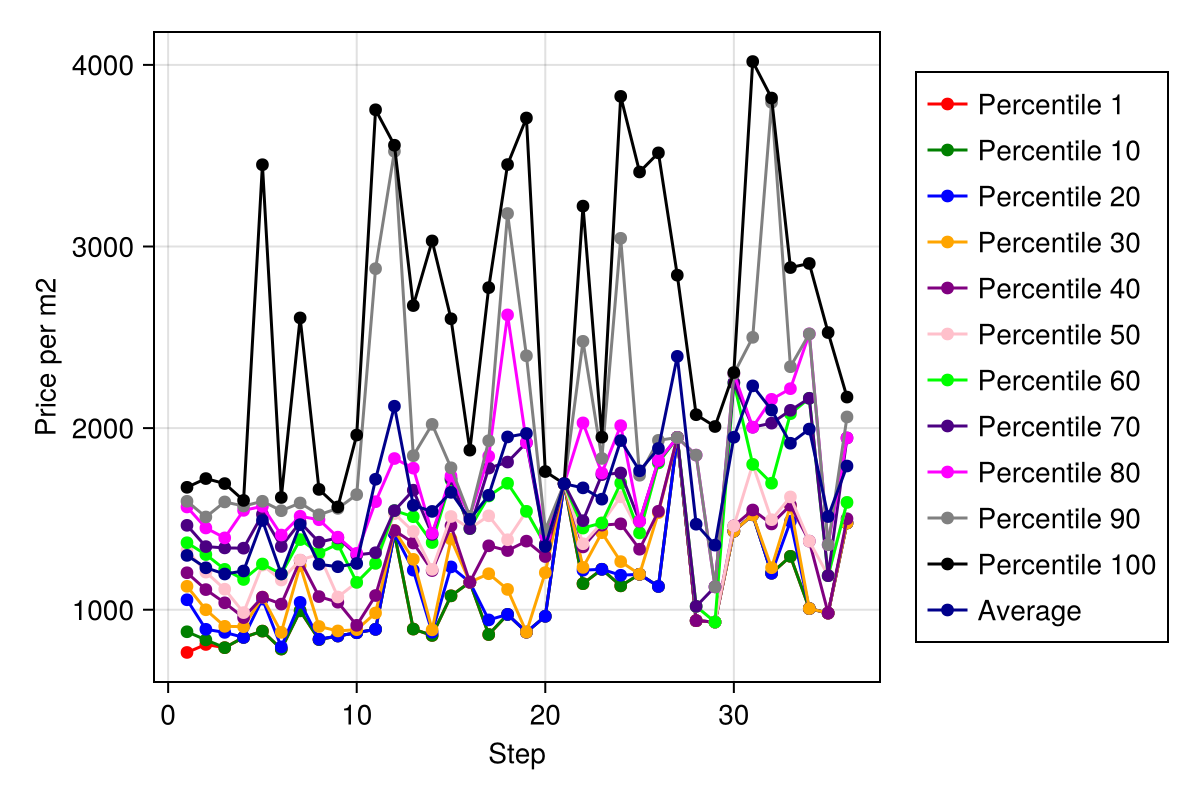 4000
3000
2000
1000
Price per m2
0 10 20 30
Step
Percentile 1
Percentile 10
Percentile 20
Percentile 30
Percentile 40
Percentile 50
Percentile 60
Percentile 70
Percentile 80
Percentile 90
Percentile 100
Average